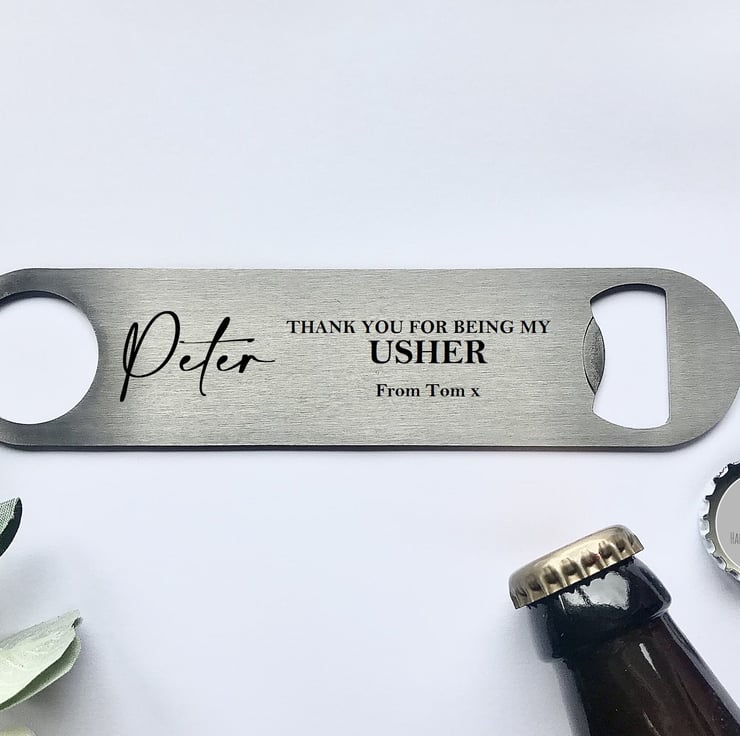 Peter
THANK YOU FOR BEING MY
USHER
From Tom x